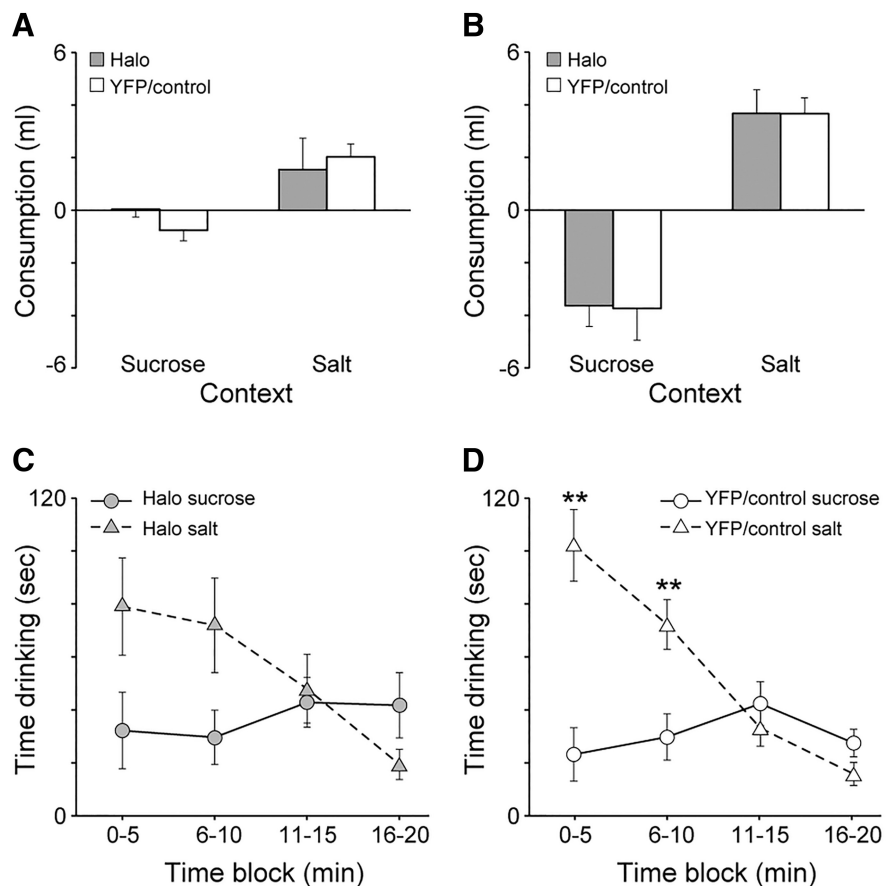 A
6
Halo
YFP/control
Consumption (ml)
0
-6
Sucrose Salt
Context
B
6
Halo
YFP/control
Consumption (ml)
0
-6
Sucrose Salt
Context
C
120
Halo sucrose
Halo salt
Time drinking (sec)
0
0-5 6-10 11-15 16-20
Time block (min)
D
120
**
YFP/control sucrose
YFP/control salt
**
Time drinking (sec)
0
0-5 6-10 11-15 16-20
Time block (min)